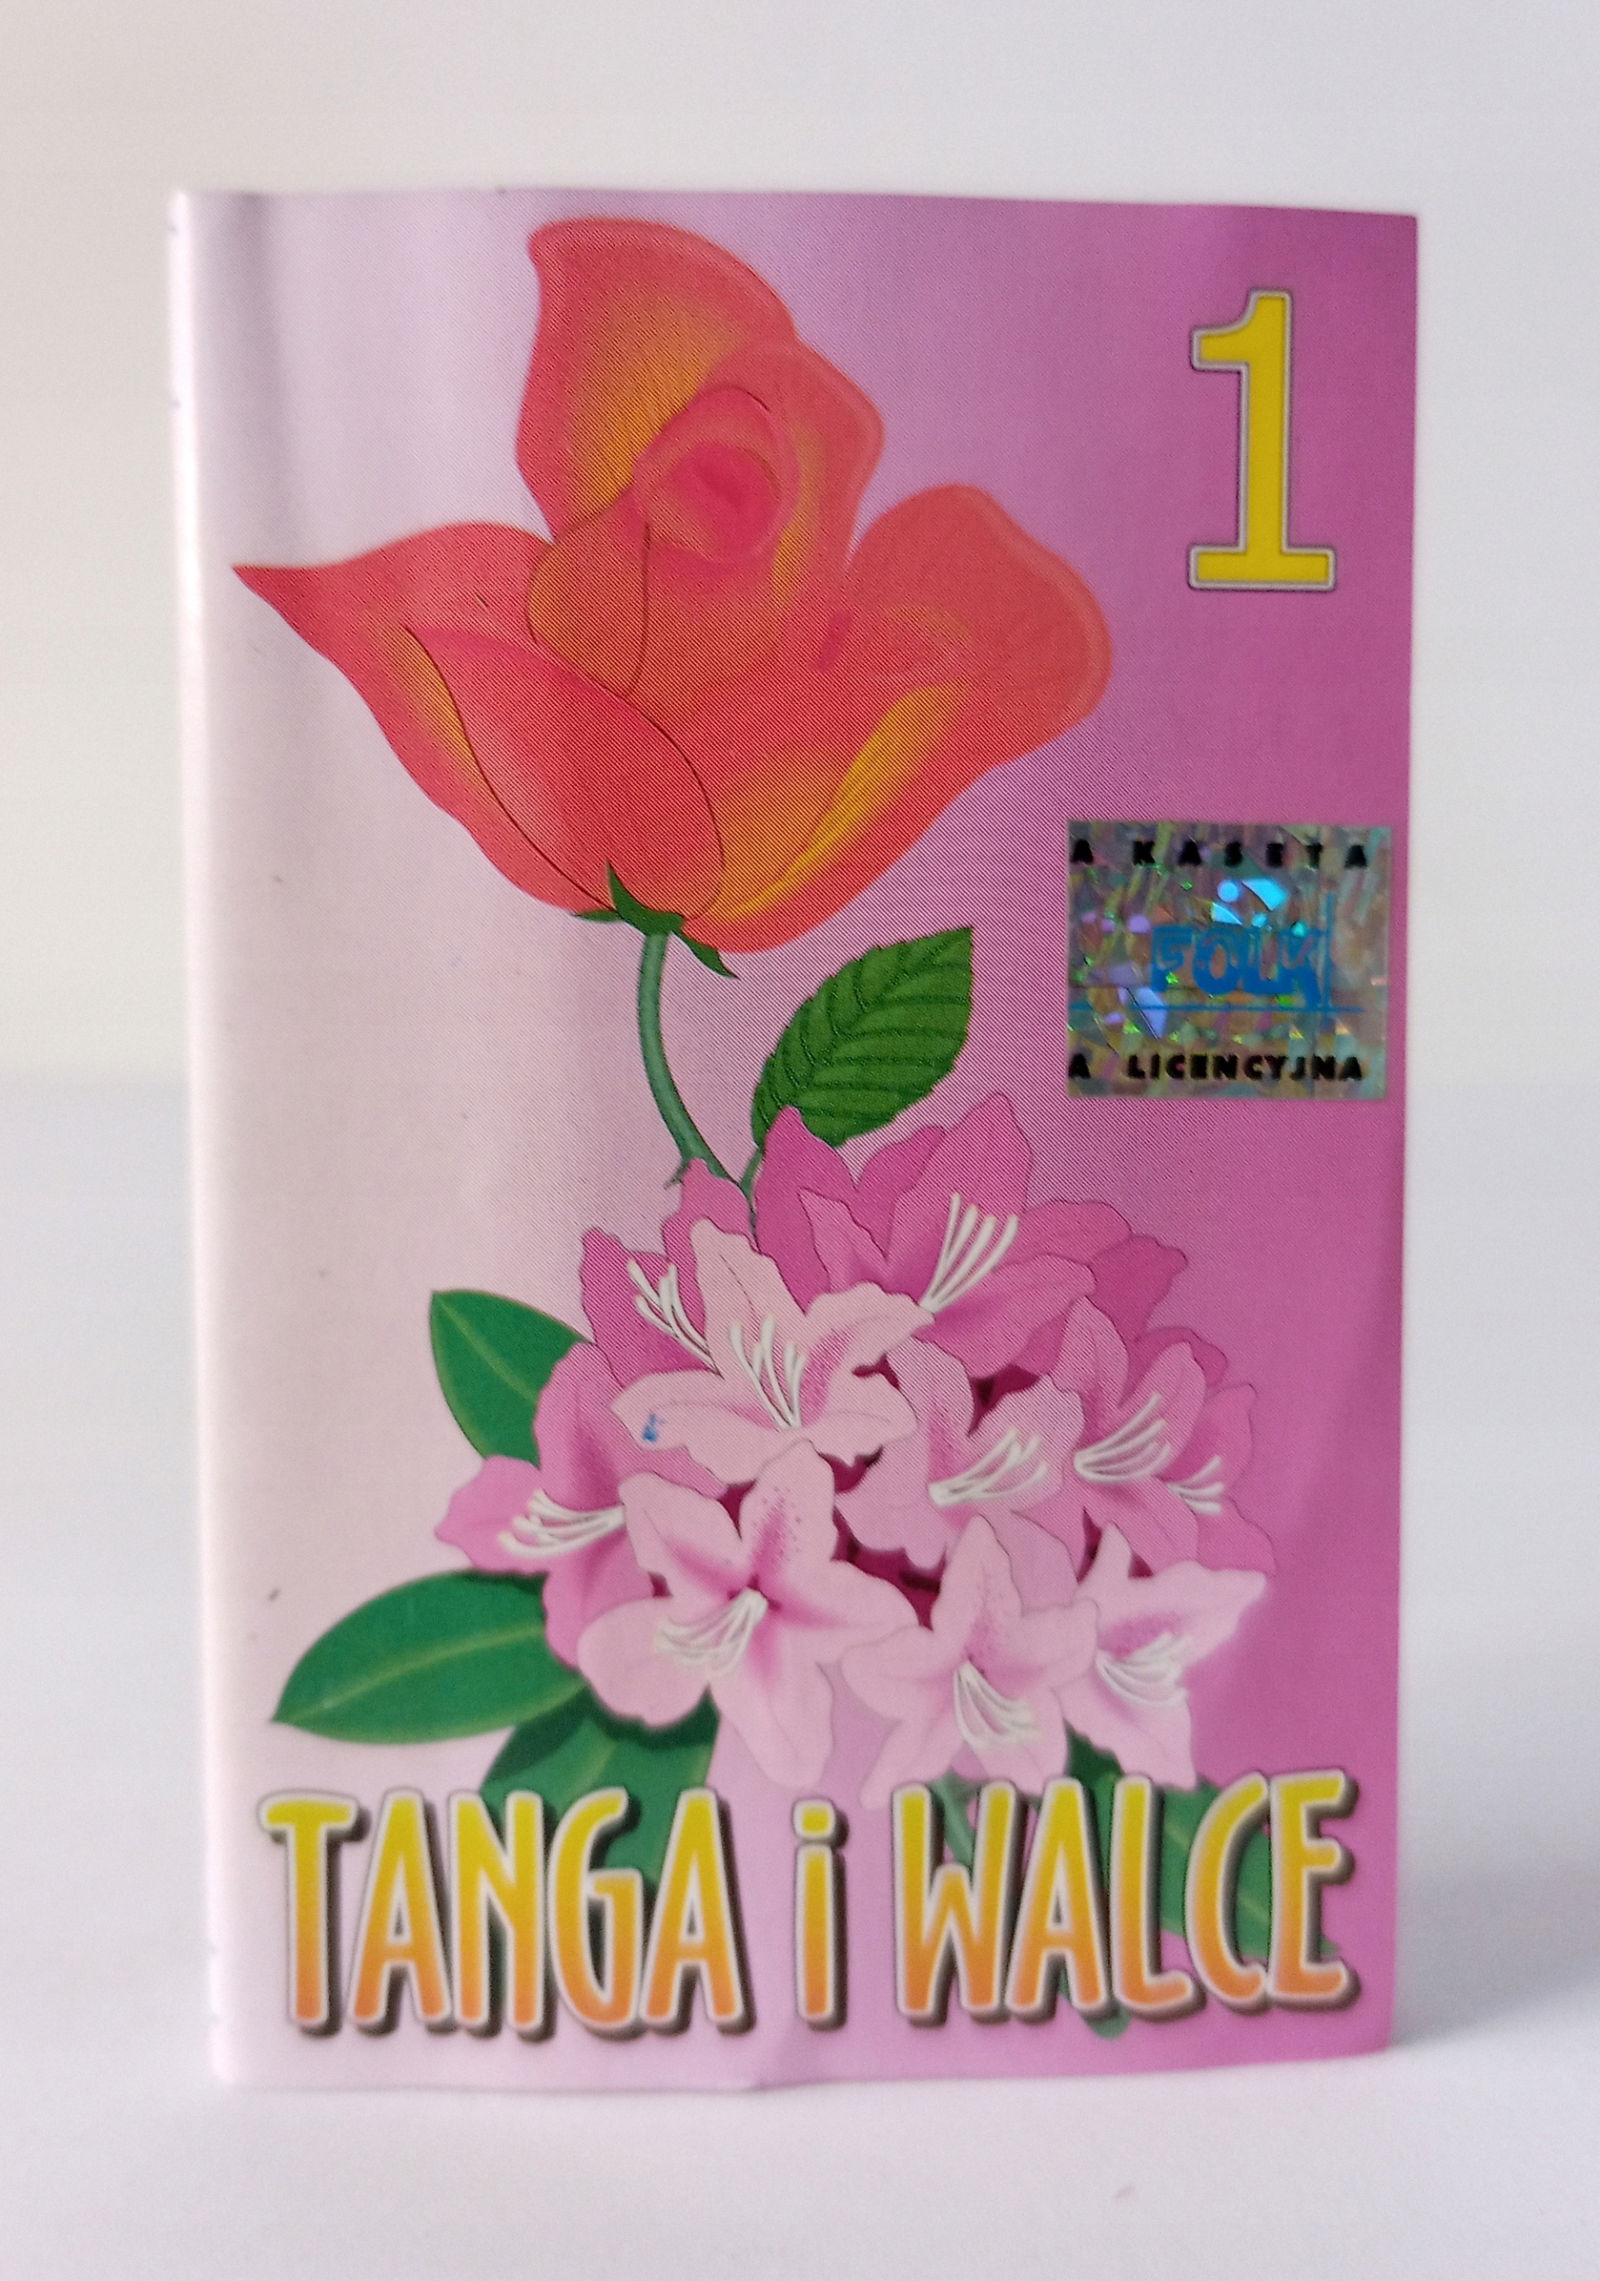 1
A KASETA
FOLK
A LICENCYJNA
TANGA i WALCE